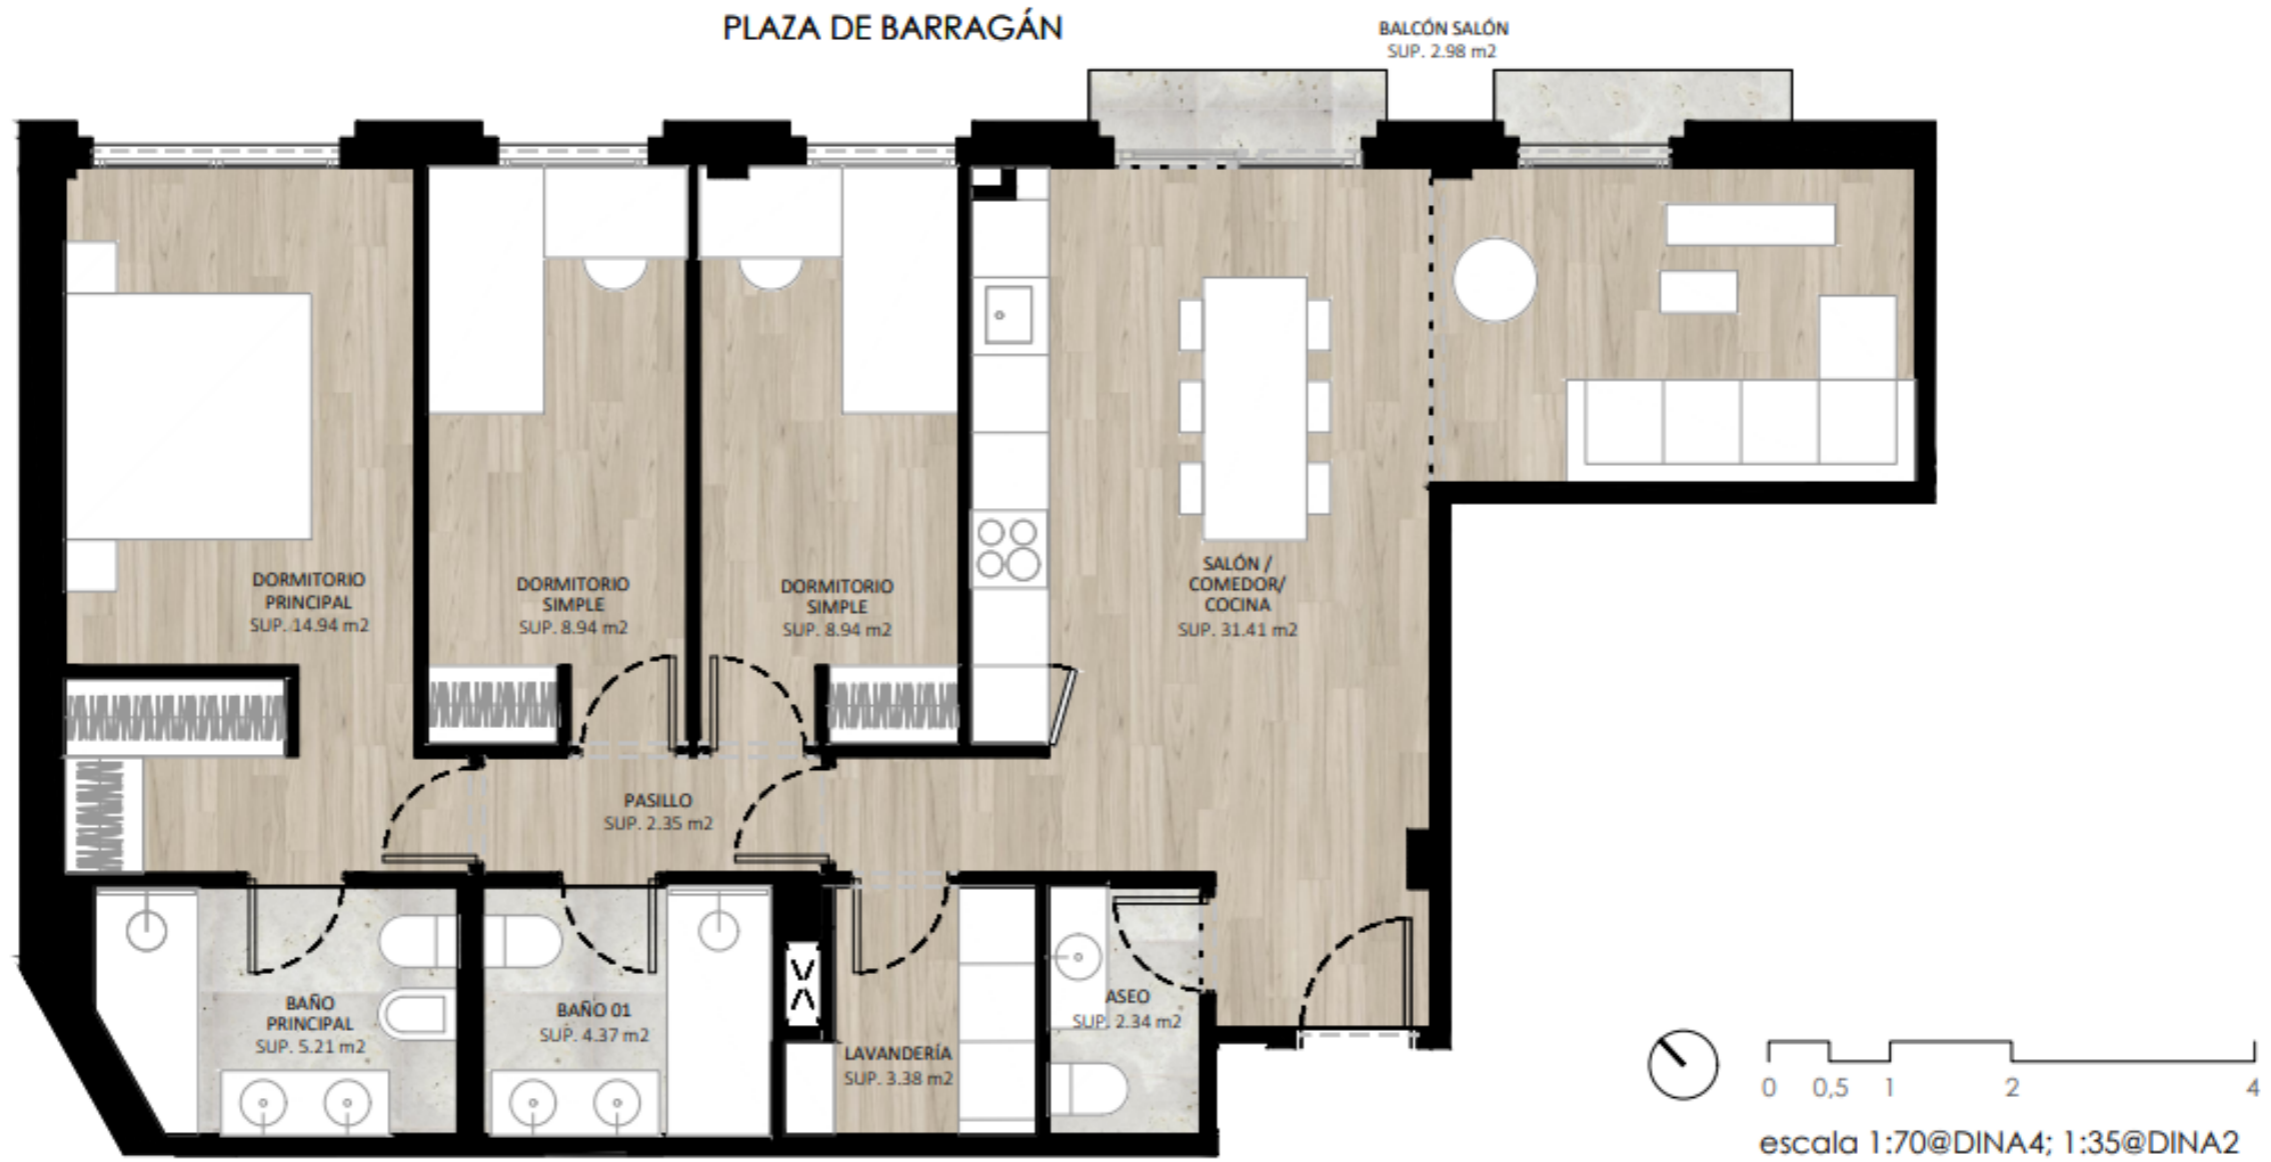 PLAZA DE BARRAGÁN
BALCÓN SALÓN
SUP. 2.98 m2
DORMITORIO
PRINCIPAL
SUP. 14.94 m2
DORMITORIO
SIMPLE
SUP. 8.94 m2
DORMITORIO
SIMPLE
SUP. 8.94 m2
SALÓN /
COMEDOR/
COCINA
SUP. 31.41 m2
PASILLO
SUP. 2.35 m2
BAÑO
PRINCIPAL
SUP. 5.21 m2
BAÑO 01
SUP. 4.37 m2
LAVANDERÍA
SUP. 3.38 m2
ASEO
SUP. 2.34 m2
0 0,5 1 2 4
escala 1:70@DINA4; 1:35@DINA2